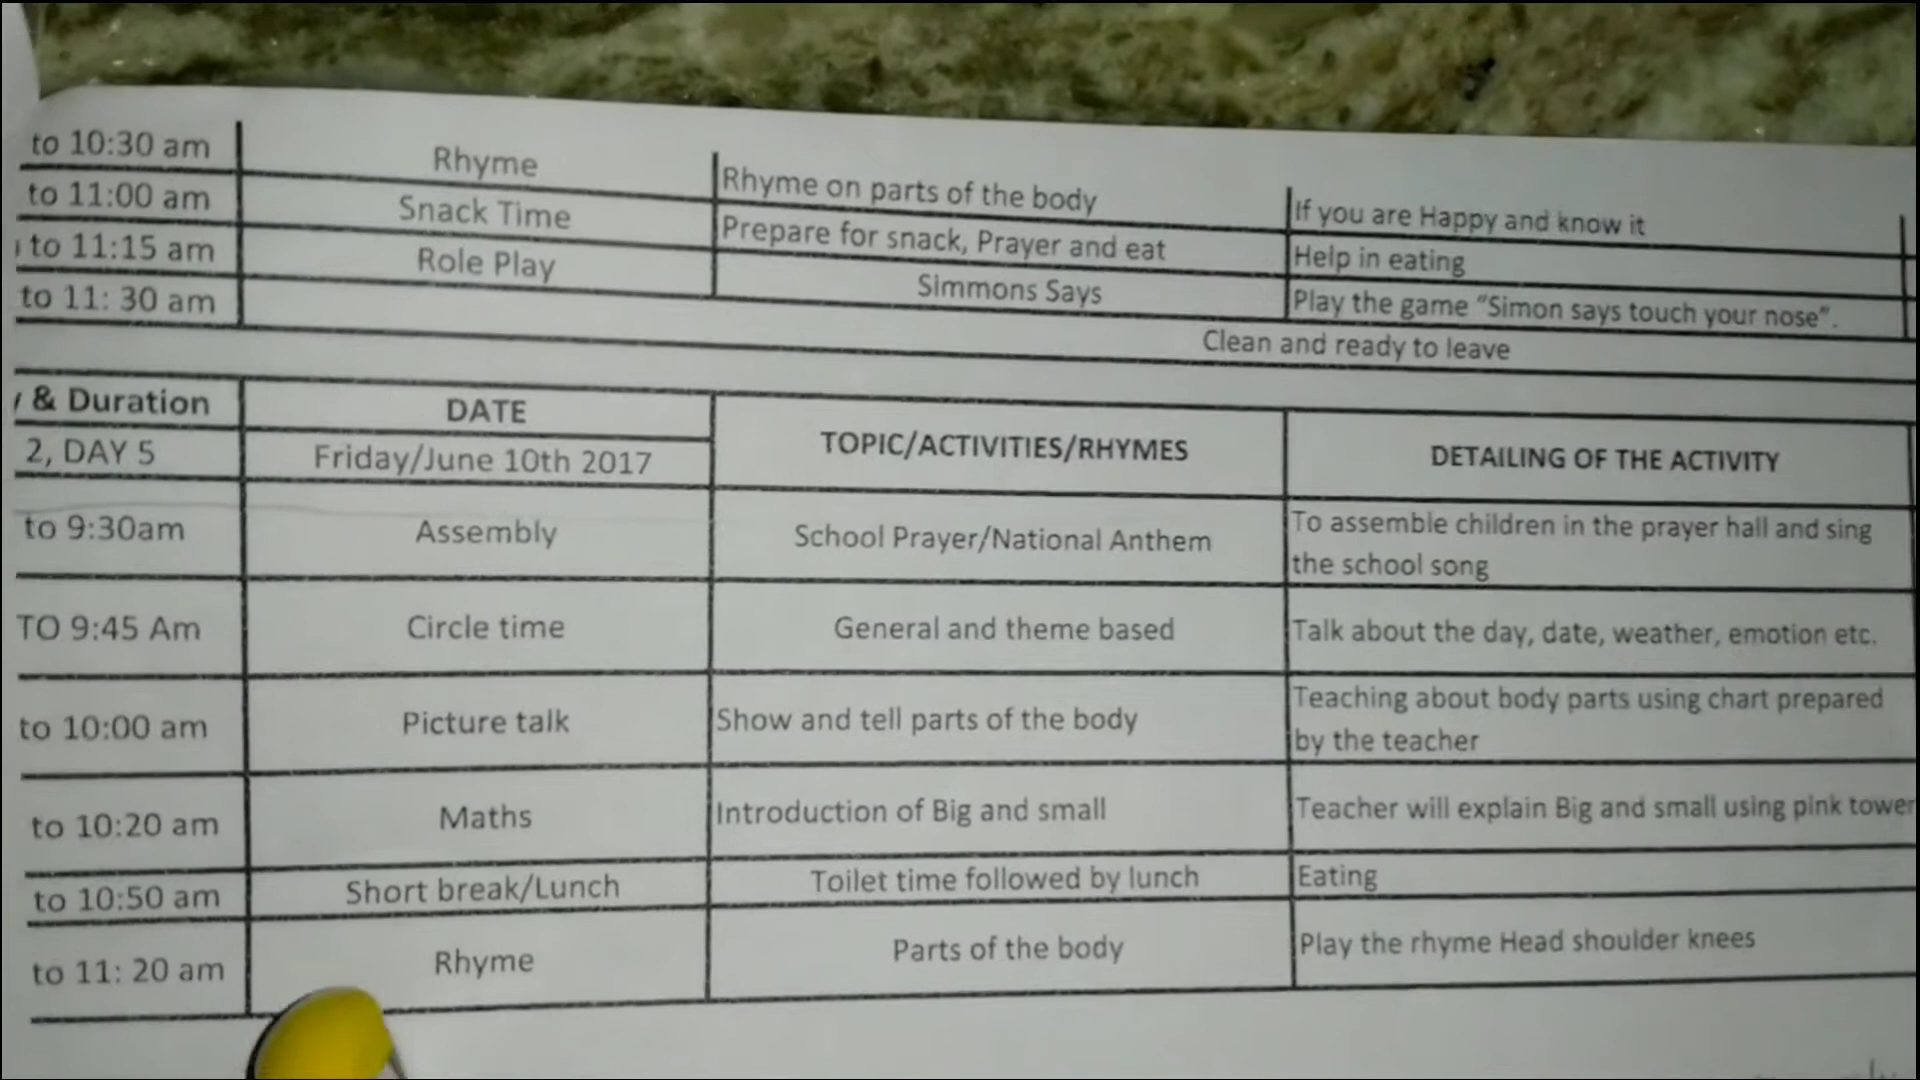 to 10:30 am Rhyme Rhyme on parts of the body If you are Happy and know it
to 11:00 am Snack Time Prepare for snack, Prayer and eat Help in eating
to 11:15 am Role Play Simmons Says Play the game “Simon says touch your nose”.
to 11: 30 am Clean and ready to leave
& Duration DATE TOPIC/ACTIVITIES/RHYMES DETAILING OF THE ACTIVITY
2, DAY 5 Friday/June 10th 2017
to 9:30am Assembly School Prayer/National Anthem To assemble children in the prayer hall and sing
the school song
TO 9:45 Am Circle time General and theme based Talk about the day, date, weather, emotion etc.
to 10:00 am Picture talk Show and tell parts of the body Teaching about body parts using chart prepared
by the teacher
to 10:20 am Maths Introduction of Big and small Teacher will explain Big and small using pink tower
to 10:50 am Short break/Lunch Toilet time followed by lunch Eating
to 11: 20 am Rhyme Parts of the body Play the rhyme Head shoulder knees